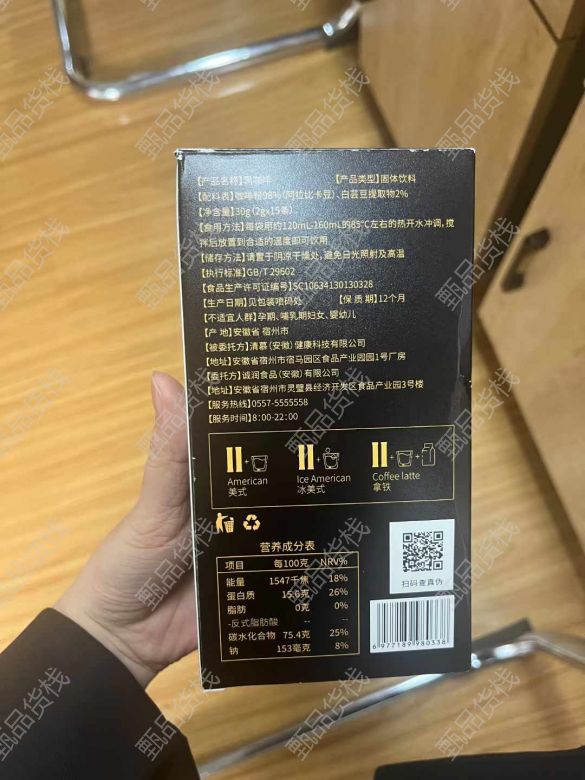 【产品名称】黑咖啡 【产品类型】固体饮料
【配料表】咖啡粉98%(阿拉比卡豆)、白芸豆提取物2%
【净含量】30g(2g×15条)
【食用方法】每袋用约120mL-160mL的85°C左右的热开水冲调,搅
拌后放置到合适的温度即可饮用
【储存方法】请置于阴凉干燥处,避免日光照射及高温
【执行标准】GB/T 29602
【食品生产许可证编号】SC10634130130328
【生产日期】见包装喷码处 【保质期】12个月
【不适宜人群】孕期、哺乳期妇女、婴幼儿
【产 地】安徽省 宿州市
【被委托方】清慕(安徽)健康科技有限公司
【地址】安徽省宿州市宿马园区食品产业园园1号厂房
【委托方】诚润食品(安徽)有限公司
【地址】安徽省宿州市灵璧县经济开发区食品产业园3号楼
【服务热线】0557-5555558
【服务时间】8:00-22:00
American Ice American Coffee latte
美式 冰美式 拿铁
营养成分表
项目 每100克 NRV%
能量 1547千焦 18%
蛋白质 15.6克 26%
脂肪 0克 0%
-反式脂肪酸 -- --
碳水化合物 75.4克 25%
钠 153毫克 8%
扫码查真伪
6 977189 980338
甄品货栈